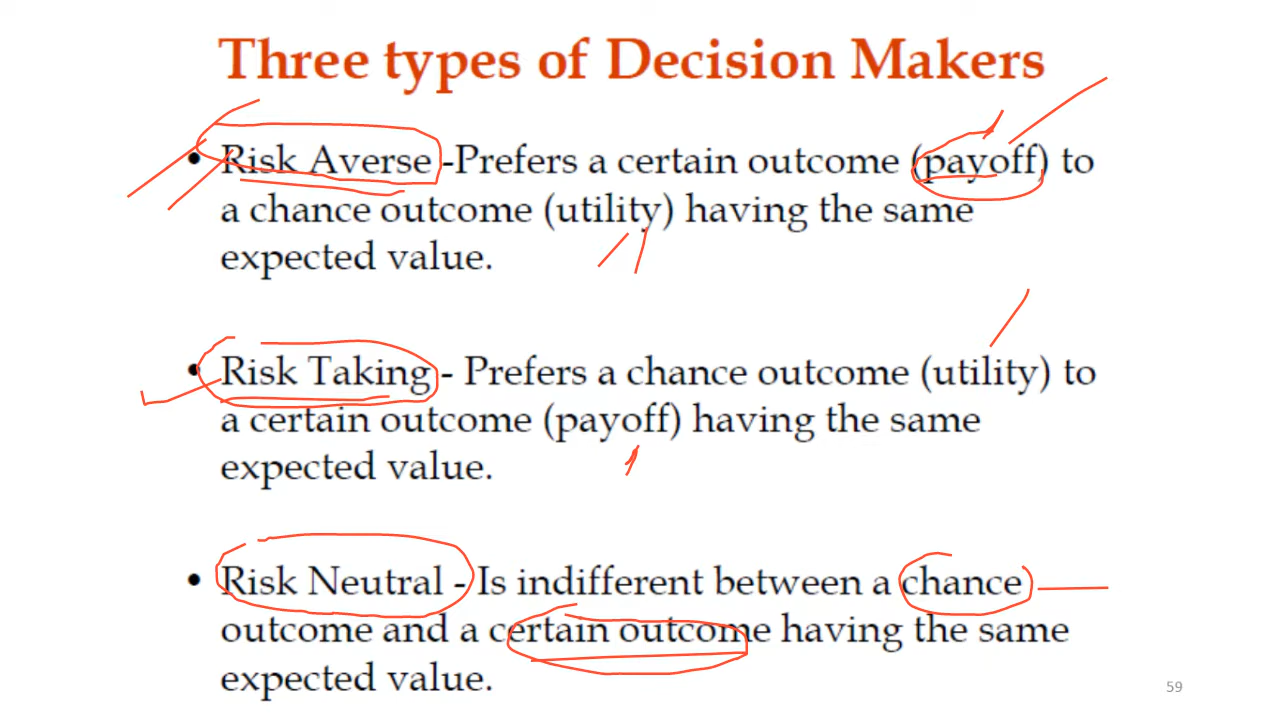 Three types of Decision Makers
• Risk Averse -Prefers a certain outcome (payoff) to
a chance outcome (utility) having the same
expected value.
• Risk Taking - Prefers a chance outcome (utility) to
a certain outcome (payoff) having the same
expected value.
• Risk Neutral - Is indifferent between a chance
outcome and a certain outcome having the same
expected value.
59